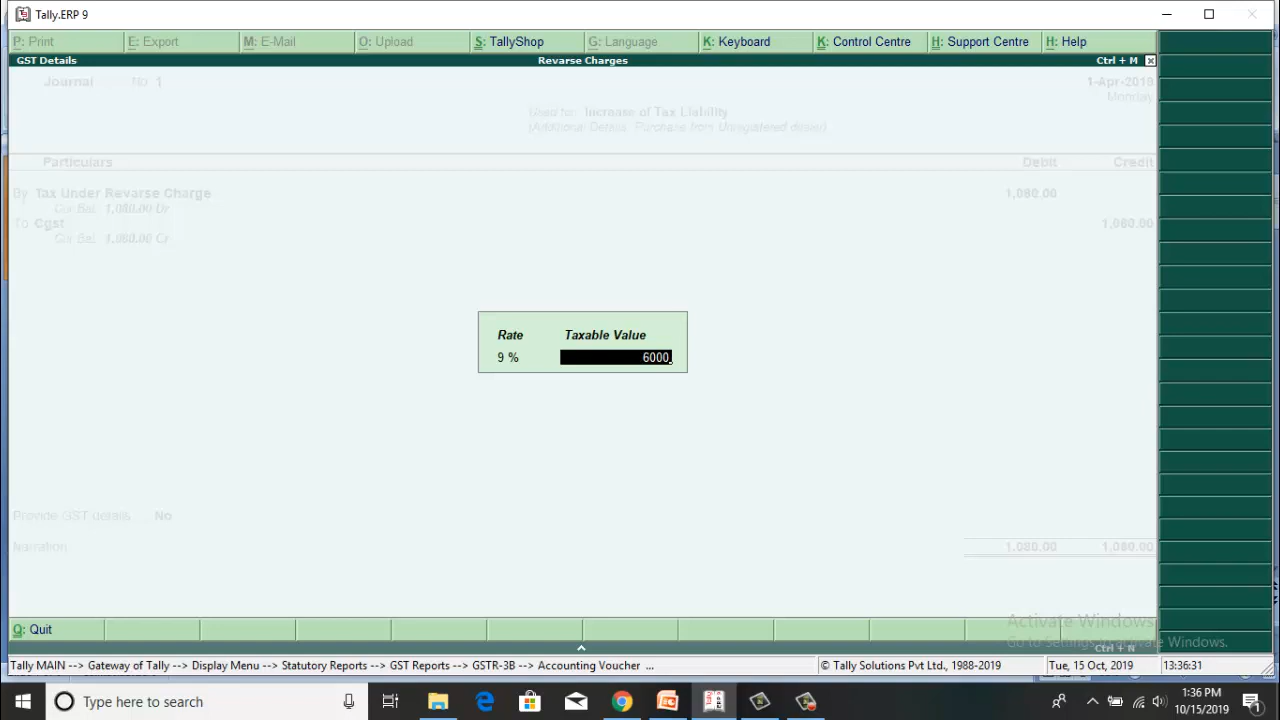 Tally.ERP 9
P: Print E: Export M: E-Mail O: Upload S: TallyShop G: Language K: Keyboard K: Control Centre H: Support Centre H: Help
GST Details Revarse Charges Ctrl + M
Journal No 1 1-Apr-2019
Monday
Used for: Increase of Tax Liability
(Additional Details: Purchase from Unregistered dealer)
Particulars Debit Credit
By Tax Under Revarse Charge 1,080.00
Cur Bal: 1,080.00 Dr
To Cgst 1,080.00
Cur Bal: 1,080.00 Cr
Rate Taxable Value
9 % 6000
Provide GST details No
Narration: 1,080.00 1,080.00
Activate Windows
Go to Settings to activate Windows.
Q: Quit
Ctrl + N
Tally MAIN --> Gateway of Tally --> Display Menu --> Statutory Reports --> GST Reports --> GSTR-3B --> Accounting Voucher ... © Tally Solutions Pvt Ltd., 1988-2019 Tue, 15 Oct, 2019 13:36:31
Type here to search
1:36 PM
10/15/2019
1